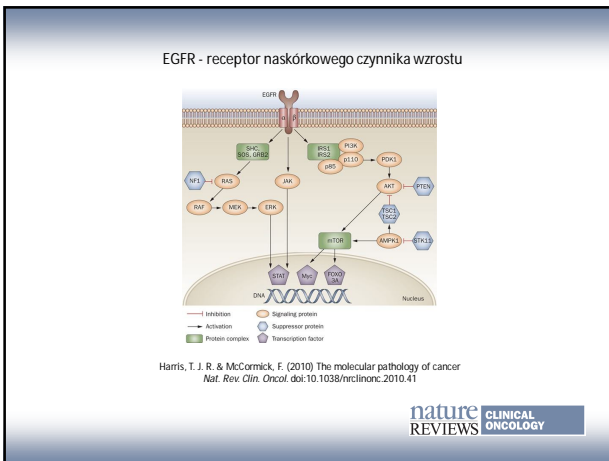 EGFR - receptor naskórkowego czynnika wzrostu
EGFR
α β
SHC,
SOS, GRB2
IRS1
IRS2
PI3K
p110
p85
PDK1
NF1
RAS
JAK
AKT
PTEN
RAF
MEK
ERK
TSC1
TSC2
mTOR
AMPK1
STK11
STAT
Myc
FOXO
3A
DNA
Nucleus
Inhibition
Signaling protein
Activation
Suppressor protein
Protein complex
Transcription factor
Harris, T. J. R. & McCormick, F. (2010) The molecular pathology of cancer
Nat. Rev. Clin. Oncol. doi:10.1038/nrclinonc.2010.41
nature
REVIEWS
CLINICAL
ONCOLOGY